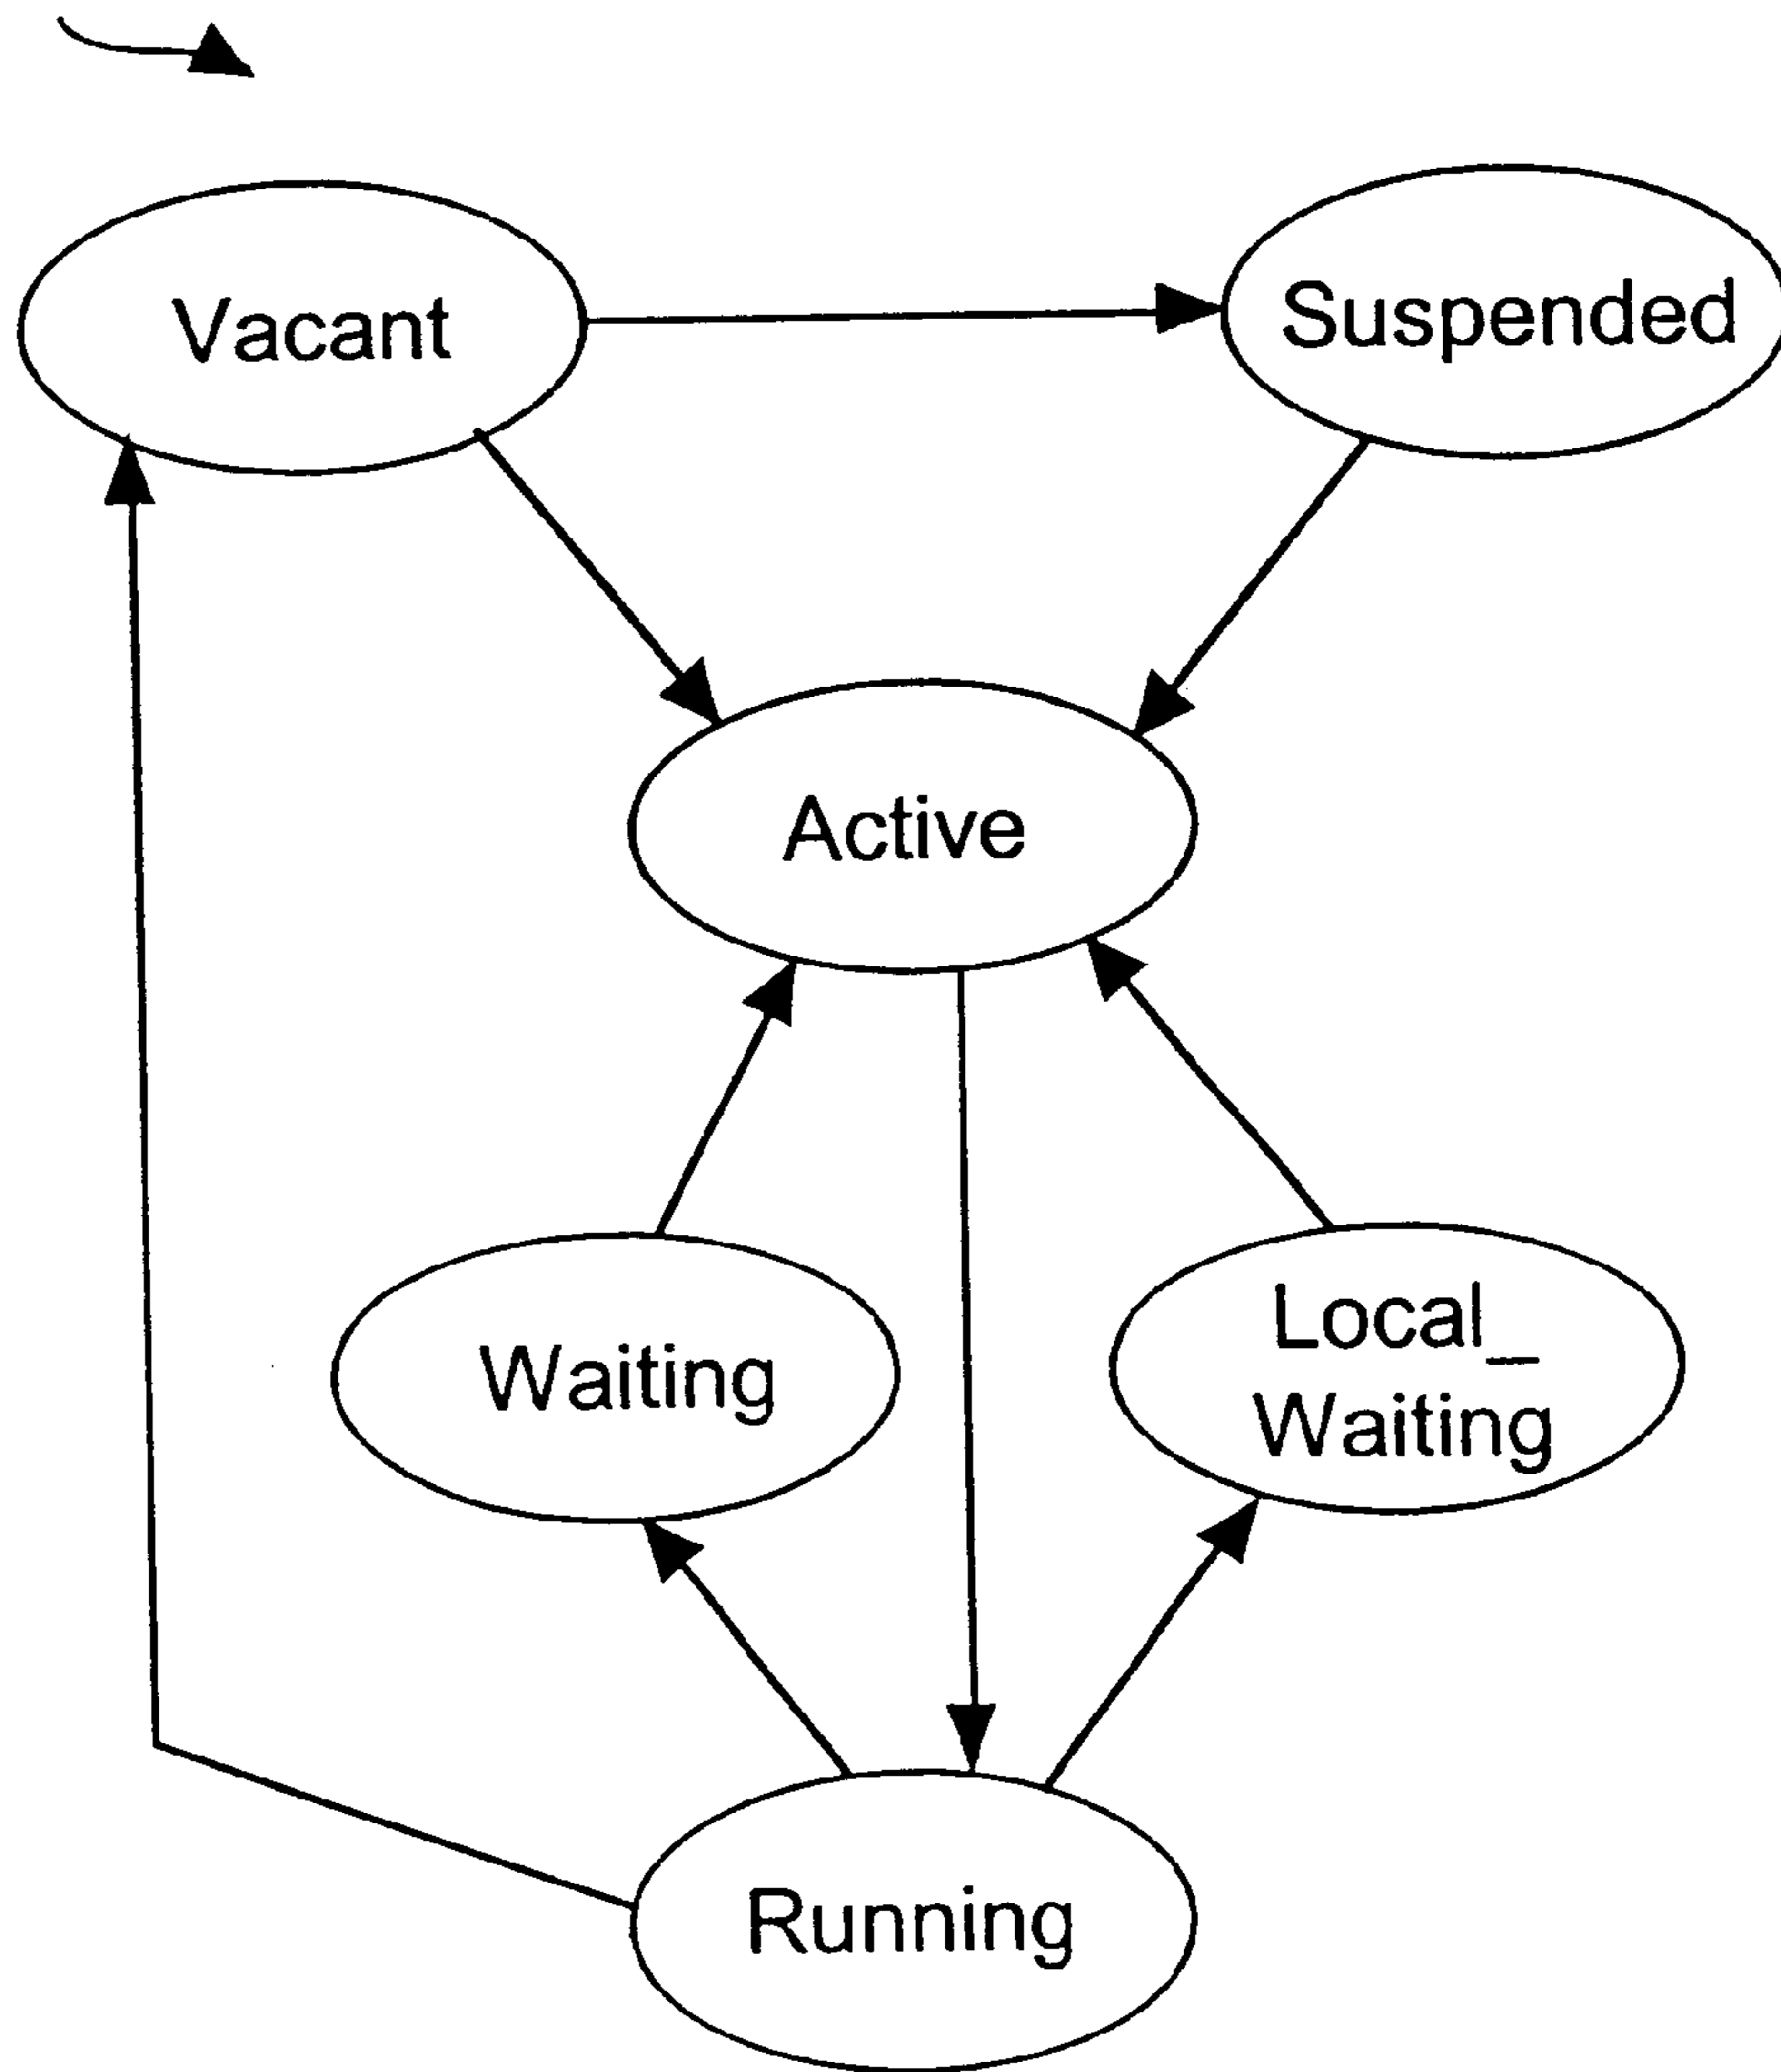 Vacant
Suspended
Active
Waiting
Local_
Waiting
Running